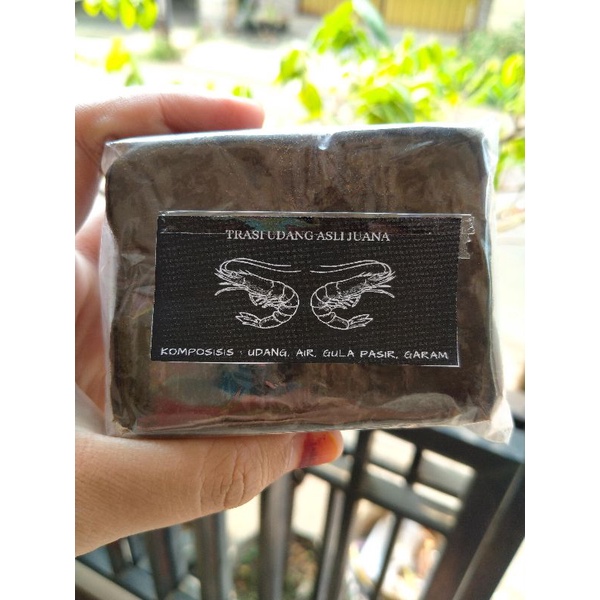 TRASI UDANG ASLI JUANA
KOMPOSISIS : UDANG, AIR, GULA PASIR, GARAM